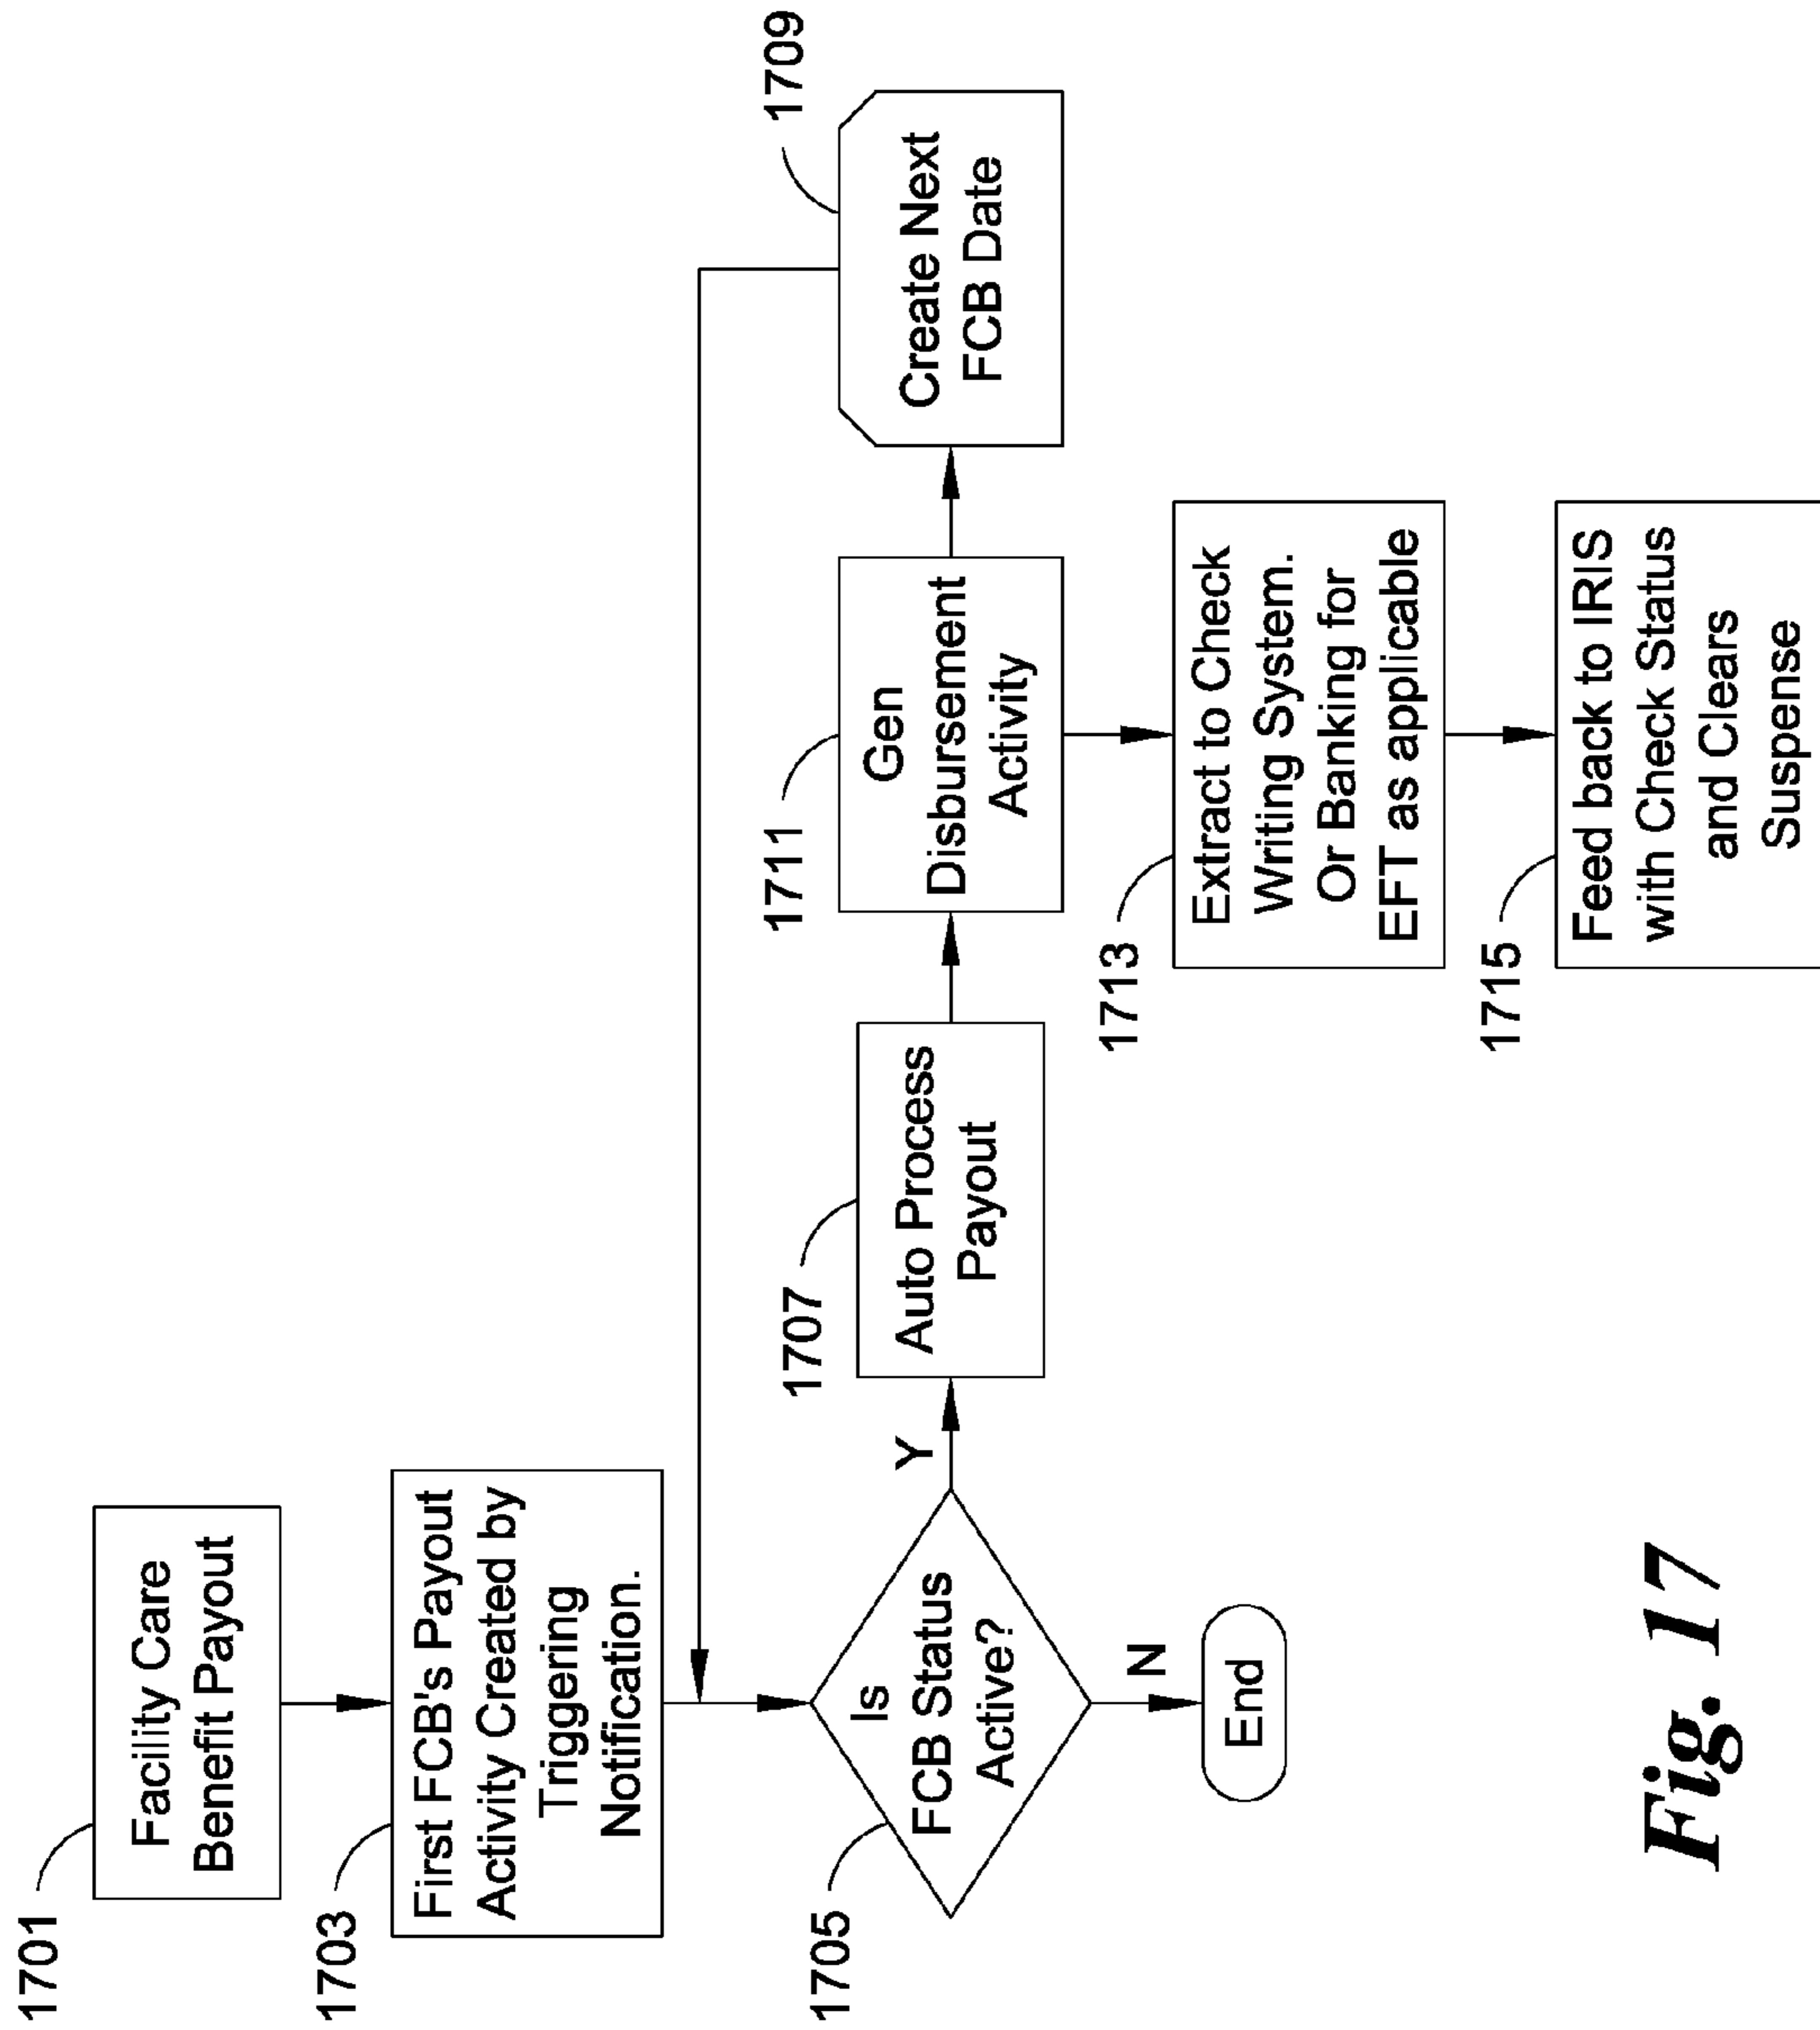 1701
Facility Care
Benefit Payout
1703
First FCB's Payout
Activity Created by
Triggering
Notification.
1705
Is
FCB Status
Active?
Y
N
End
1707
Auto Process
Payout
1711
Gen
Disbursement
Activity
1709
Create Next
FCB Date
1713
Extract to Check
Writing System.
Or Banking for
EFT as applicable
1715
Feed back to IRIS
with Check Status
and Clears
Suspense
Fig. 17